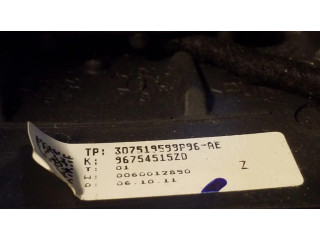 TP: 307519599P96-AE
K: 96754515ZD
T: 01
Z
W: 0060012890
D: 06.10.11